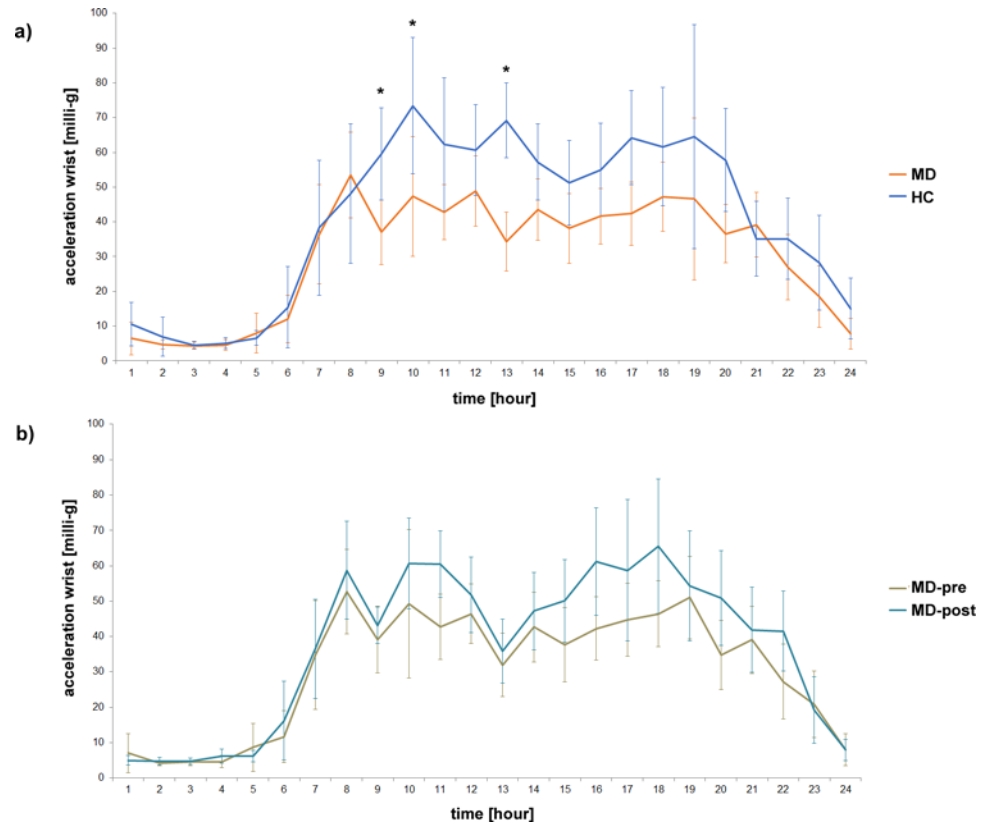 a)
acceleration wrist [milli-g]
100
90
80
70
60
50
40
30
20
10
0
* * *
1 2 3 4 5 6 7 8 9 10 11 12 13 14 15 16 17 18 19 20 21 22 23 24
time [hour]
MD
HC
b)
acceleration wrist [milli-g]
100
90
80
70
60
50
40
30
20
10
0
1 2 3 4 5 6 7 8 9 10 11 12 13 14 15 16 17 18 19 20 21 22 23 24
time [hour]
MD-pre
MD-post